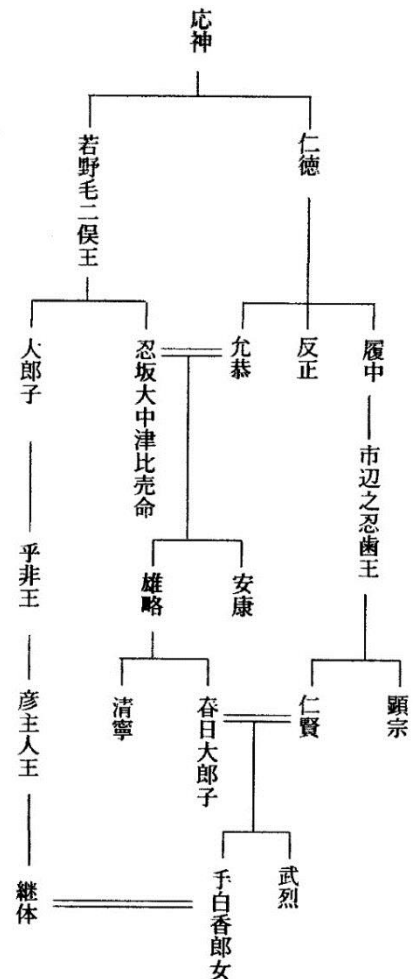 応神
仁徳
若野毛二俣王
履中
反正
允恭
忍坂大中津比売命
大郎子
市辺之忍歯王
乎非王
安康
雄略
顕宗
仁賢
春日大郎子
清寧
彦主人王
武烈
手白香郎女
継体